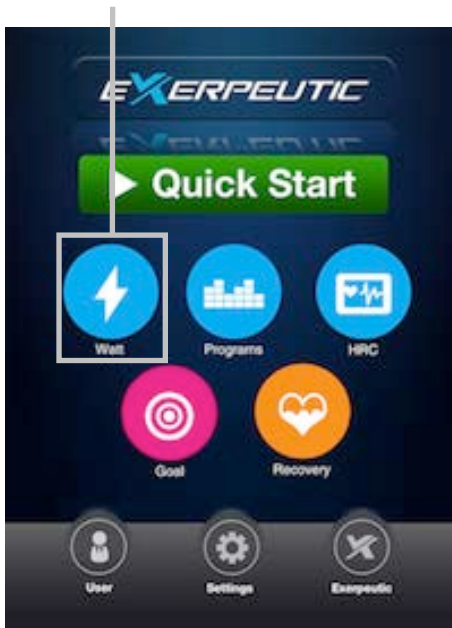 EXERPEUTIC
Quick Start
Watt Programs HRC
Goal Recovery
User Settings Exerpeutic